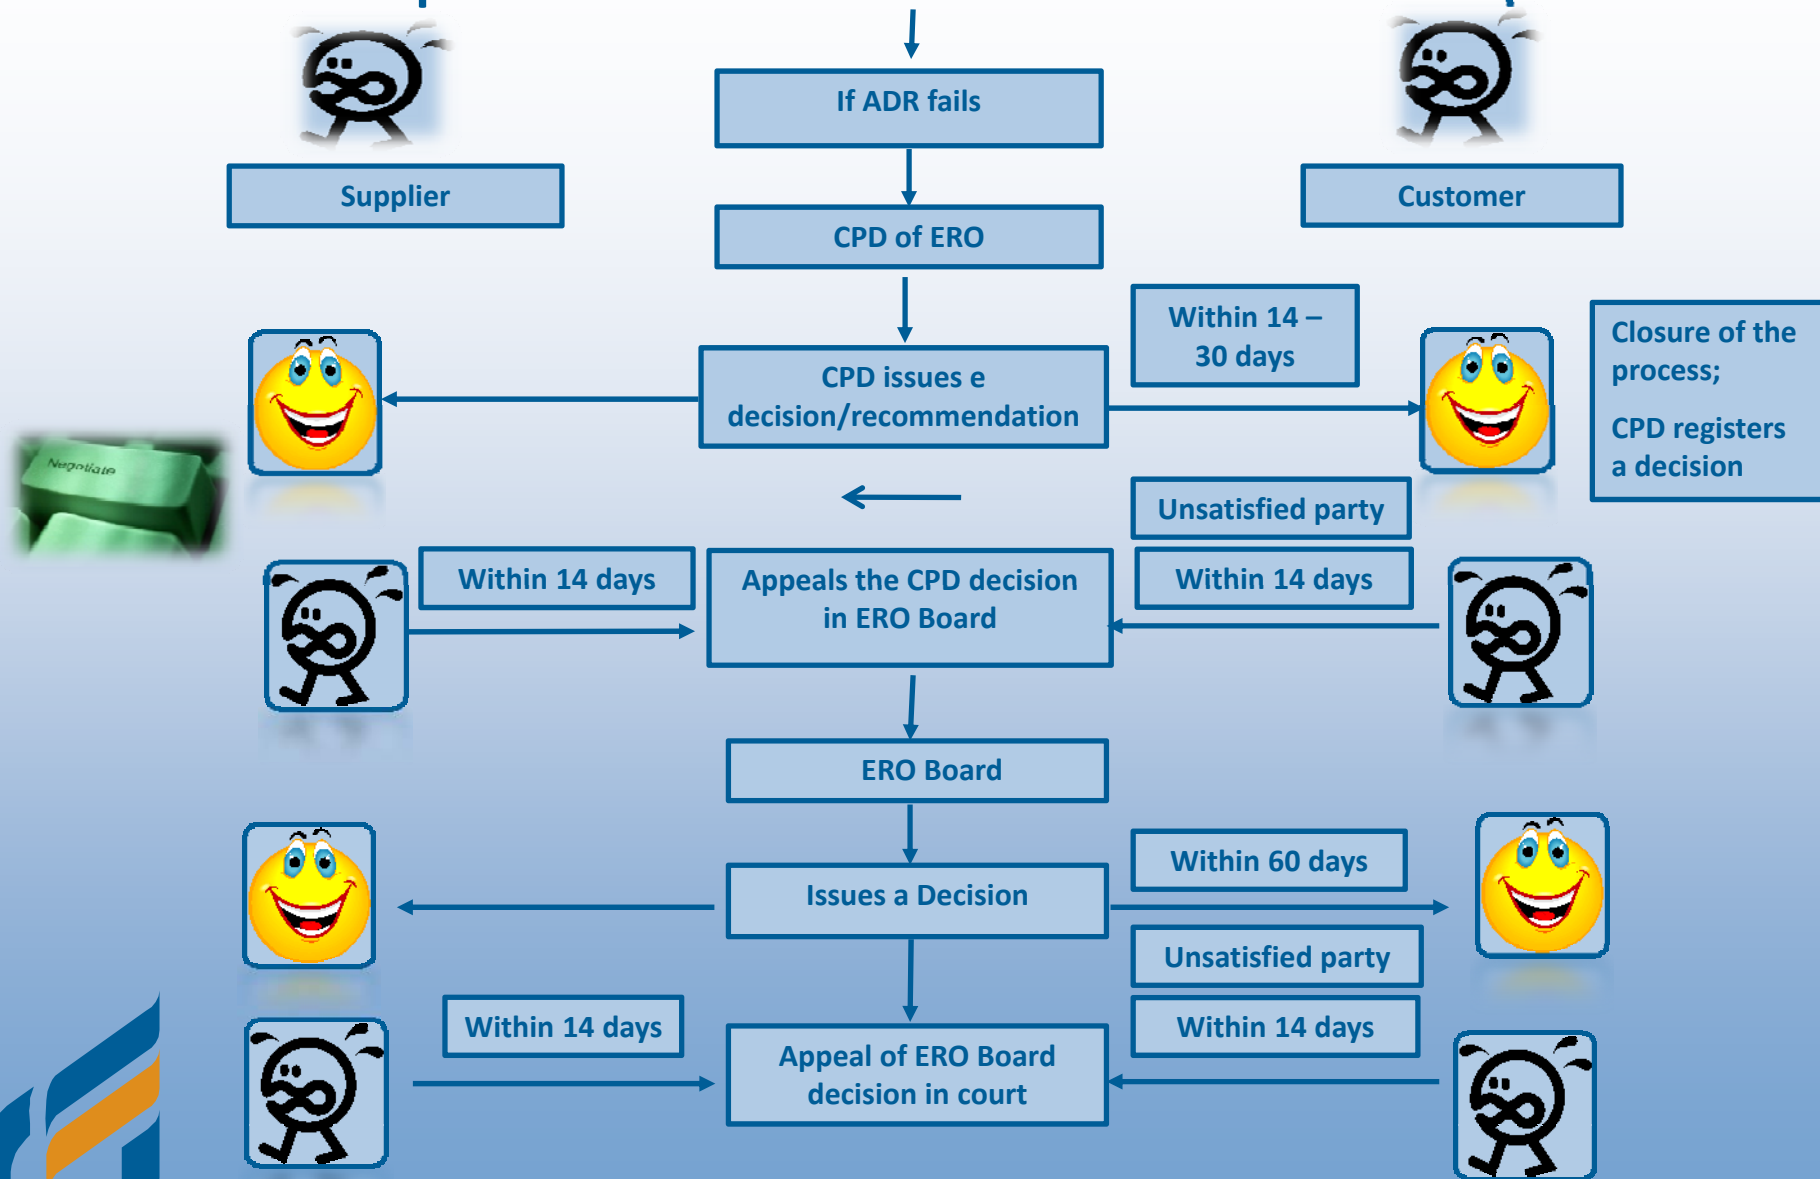 If ADR fails
Supplier
Customer
CPD of ERO
Within 14 –
30 days
Closure of the
process;
CPD registers
a decision
CPD issues e
decision/recommendation
Negotiate
Unsatisfied party
Within 14 days
Appeals the CPD decision
in ERO Board
Within 14 days
ERO Board
Within 60 days
Issues a Decision
Unsatisfied party
Within 14 days
Within 14 days
Appeal of ERO Board
decision in court